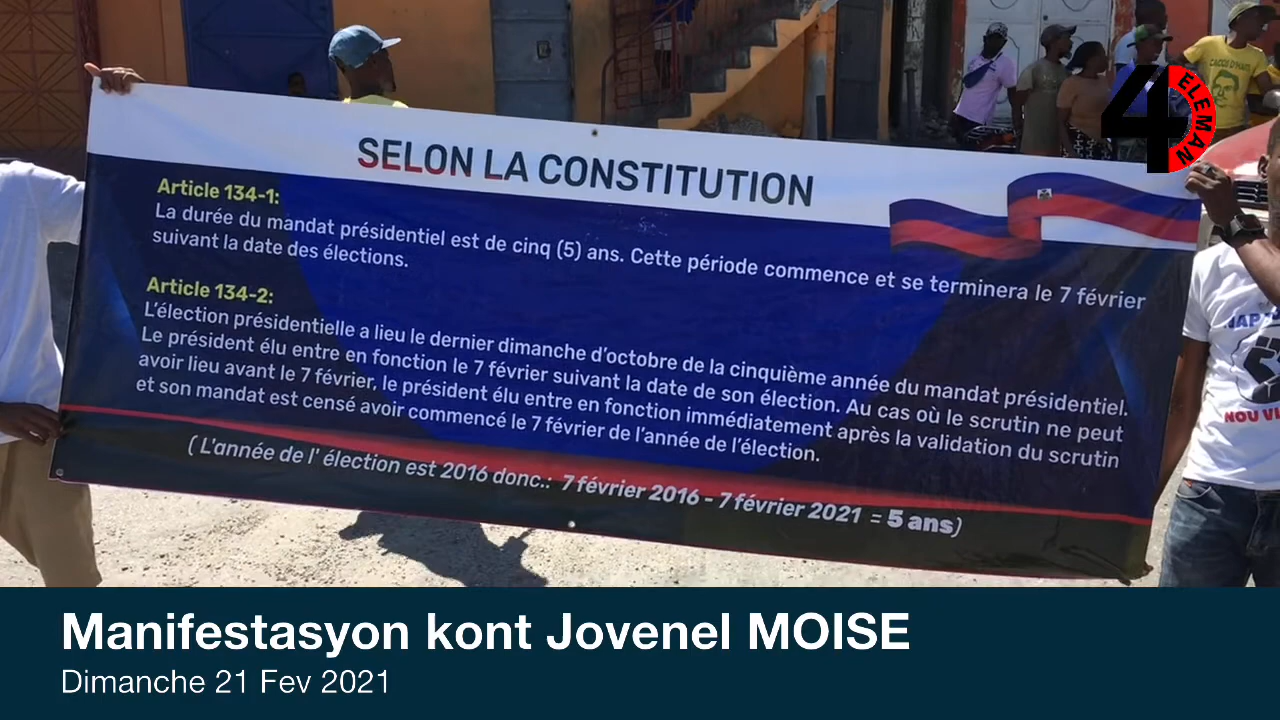 4
ELEMAN
CACOS D'HAITI
SELON LA CONSTITUTION
Article 134-1:
La durée du mandat présidentiel est de cinq (5) ans. Cette période commence et se terminera le 7 février
suivant la date des élections.
Article 134-2:
L'élection présidentielle a lieu le dernier dimanche d'octobre de la cinquième année du mandat présidentiel.
Le président élu entre en fonction le 7 février suivant la date de son élection. Au cas où le scrutin ne peut
avoir lieu avant le 7 février, le président élu entre en fonction immédiatement après la validation du scrutin
et son mandat est censé avoir commencé le 7 février de l'année de l'élection.
( L'année de l' élection est 2016 donc.: 7 février 2016 - 7 février 2021 = 5 ans)
NOU
Manifestasyon kont Jovenel MOISE
Dimanche 21 Fev 2021